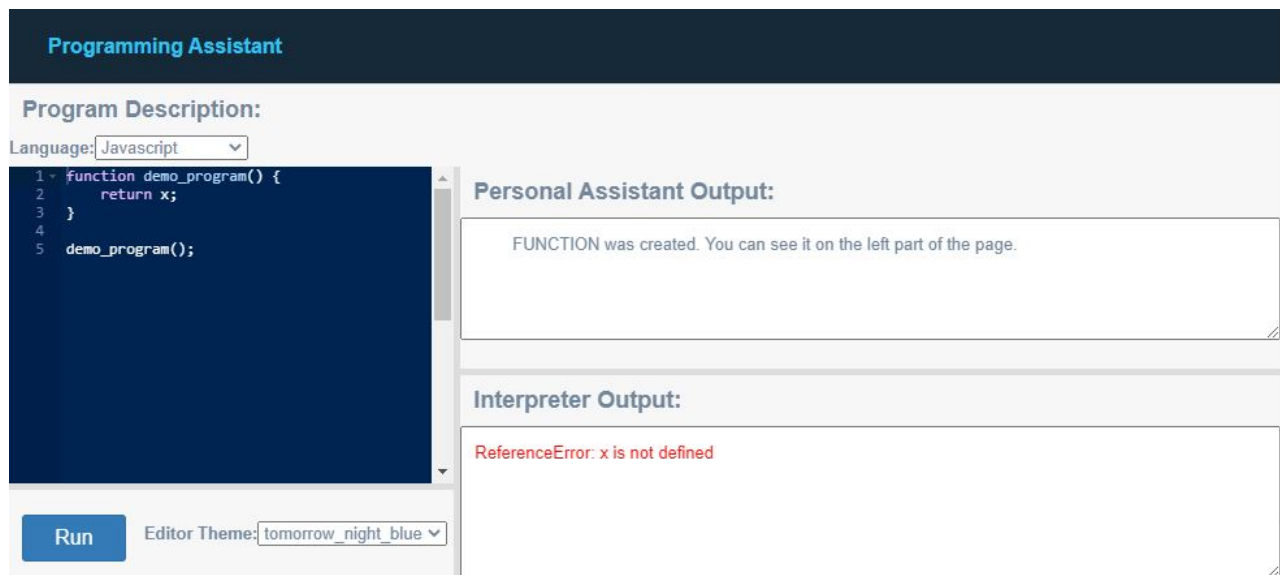 Programming Assistant
Program Description:
Language: Javascript
1 function demo_program() {
2 return x;
3 }
4
5 demo_program();
Run
Editor Theme: tomorrow_night_blue
Personal Assistant Output:
FUNCTION was created. You can see it on the left part of the page.
Interpreter Output:
ReferenceError: x is not defined